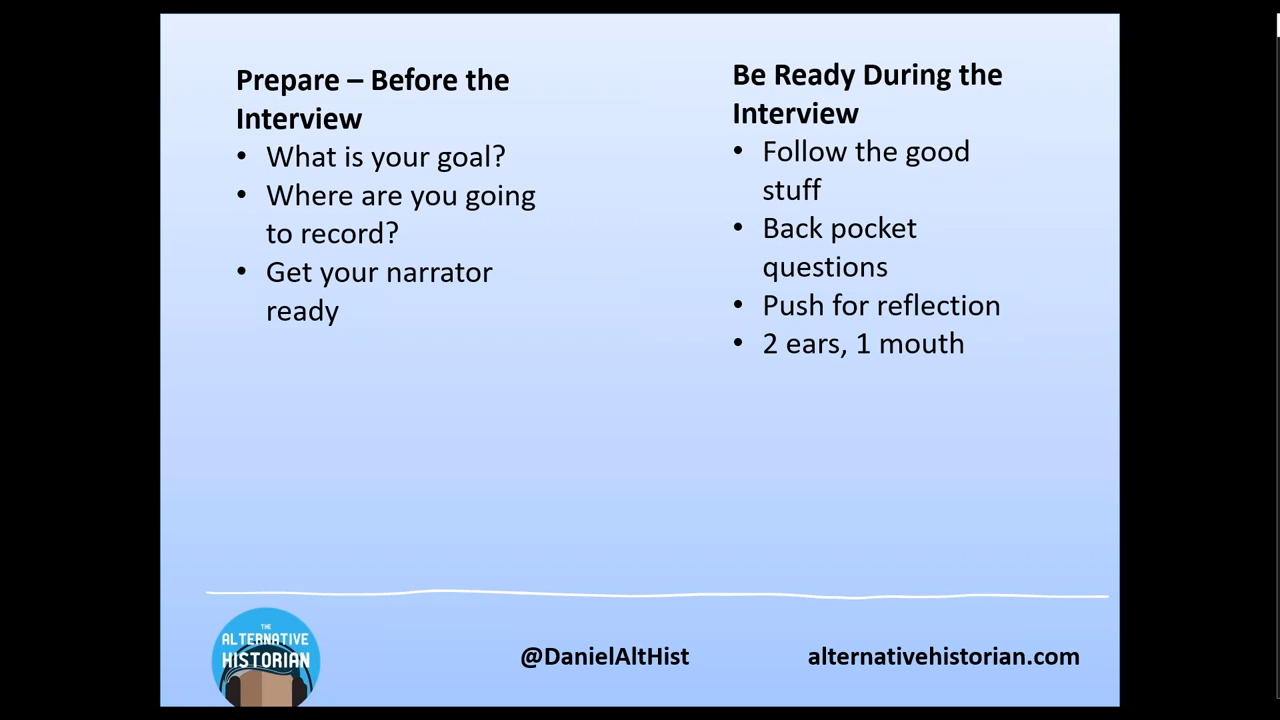 Prepare – Before the
Interview
• What is your goal?
• Where are you going
to record?
• Get your narrator
ready
Be Ready During the
Interview
• Follow the good
stuff
• Back pocket
questions
• Push for reflection
• 2 ears, 1 mouth
THE
ALTERNATIVE
HISTORIAN
@DanielAltHist
alternativehistorian.com